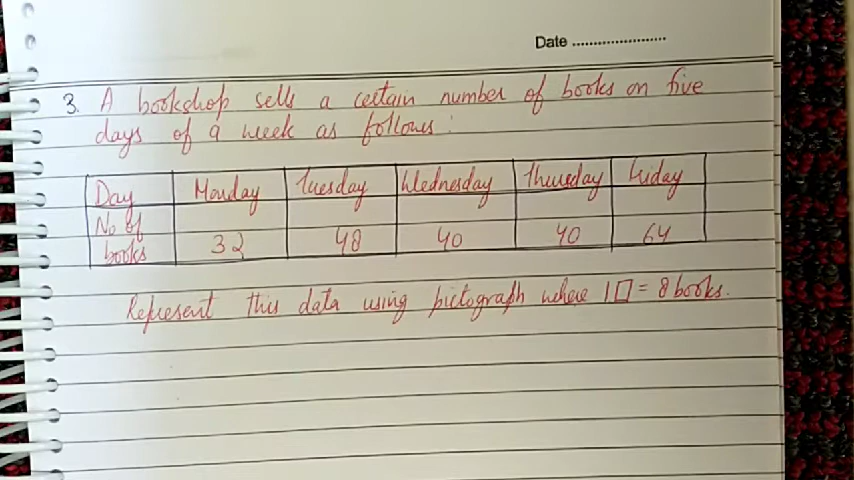 Date ......................
3. A bookshop sells a certain number of books on five
days of a week as follows:
Day Monday Tuesday Wednesday Thursday Friday
No of
books 32 48 40 40 64
Represent this data using pictograph where 1□ = 8 books.